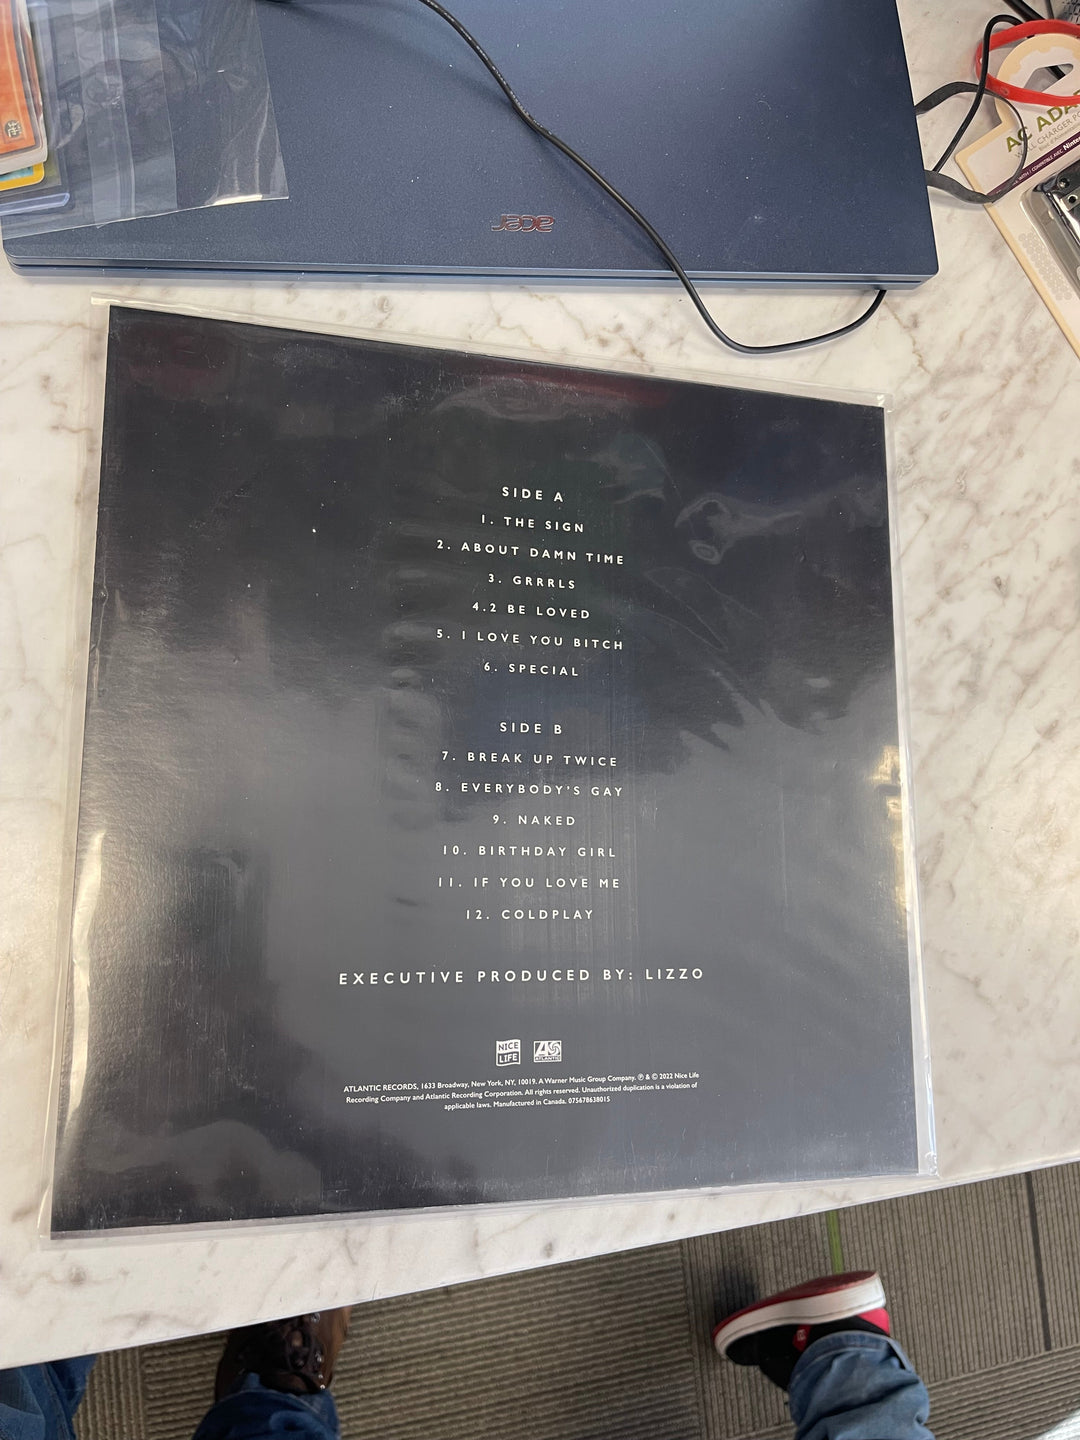 acer
AC ADA
WALL CHARGER
SIDE A
1. THE SIGN
2. ABOUT DAMN TIME
3. GRRRLS
4.2 BE LOVED
5. I LOVE YOU BITCH
6. SPECIAL
SIDE B
7. BREAK UP TWICE
8. EVERYBODY'S GAY
9. NAKED
10. BIRTHDAY GIRL
11. IF YOU LOVE ME
12. COLDPLAY
EXECUTIVE PRODUCED BY: LIZZO
NICE LIFE
ATLANTIC
ATLANTIC RECORDS, 1633 Broadway, New York, NY, 10019. A Warner Music Group Company. ℗ & © 2022 Nice Life
Recording Company and Atlantic Recording Corporation. All rights reserved. Unauthorized duplication is a violation of
applicable laws. Manufactured in Canada. 075678638015